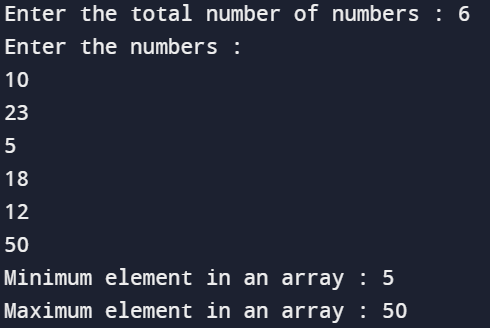 Enter the total number of numbers : 6
Enter the numbers :
10
23
5
18
12
50
Minimum element in an array : 5
Maximum element in an array : 50